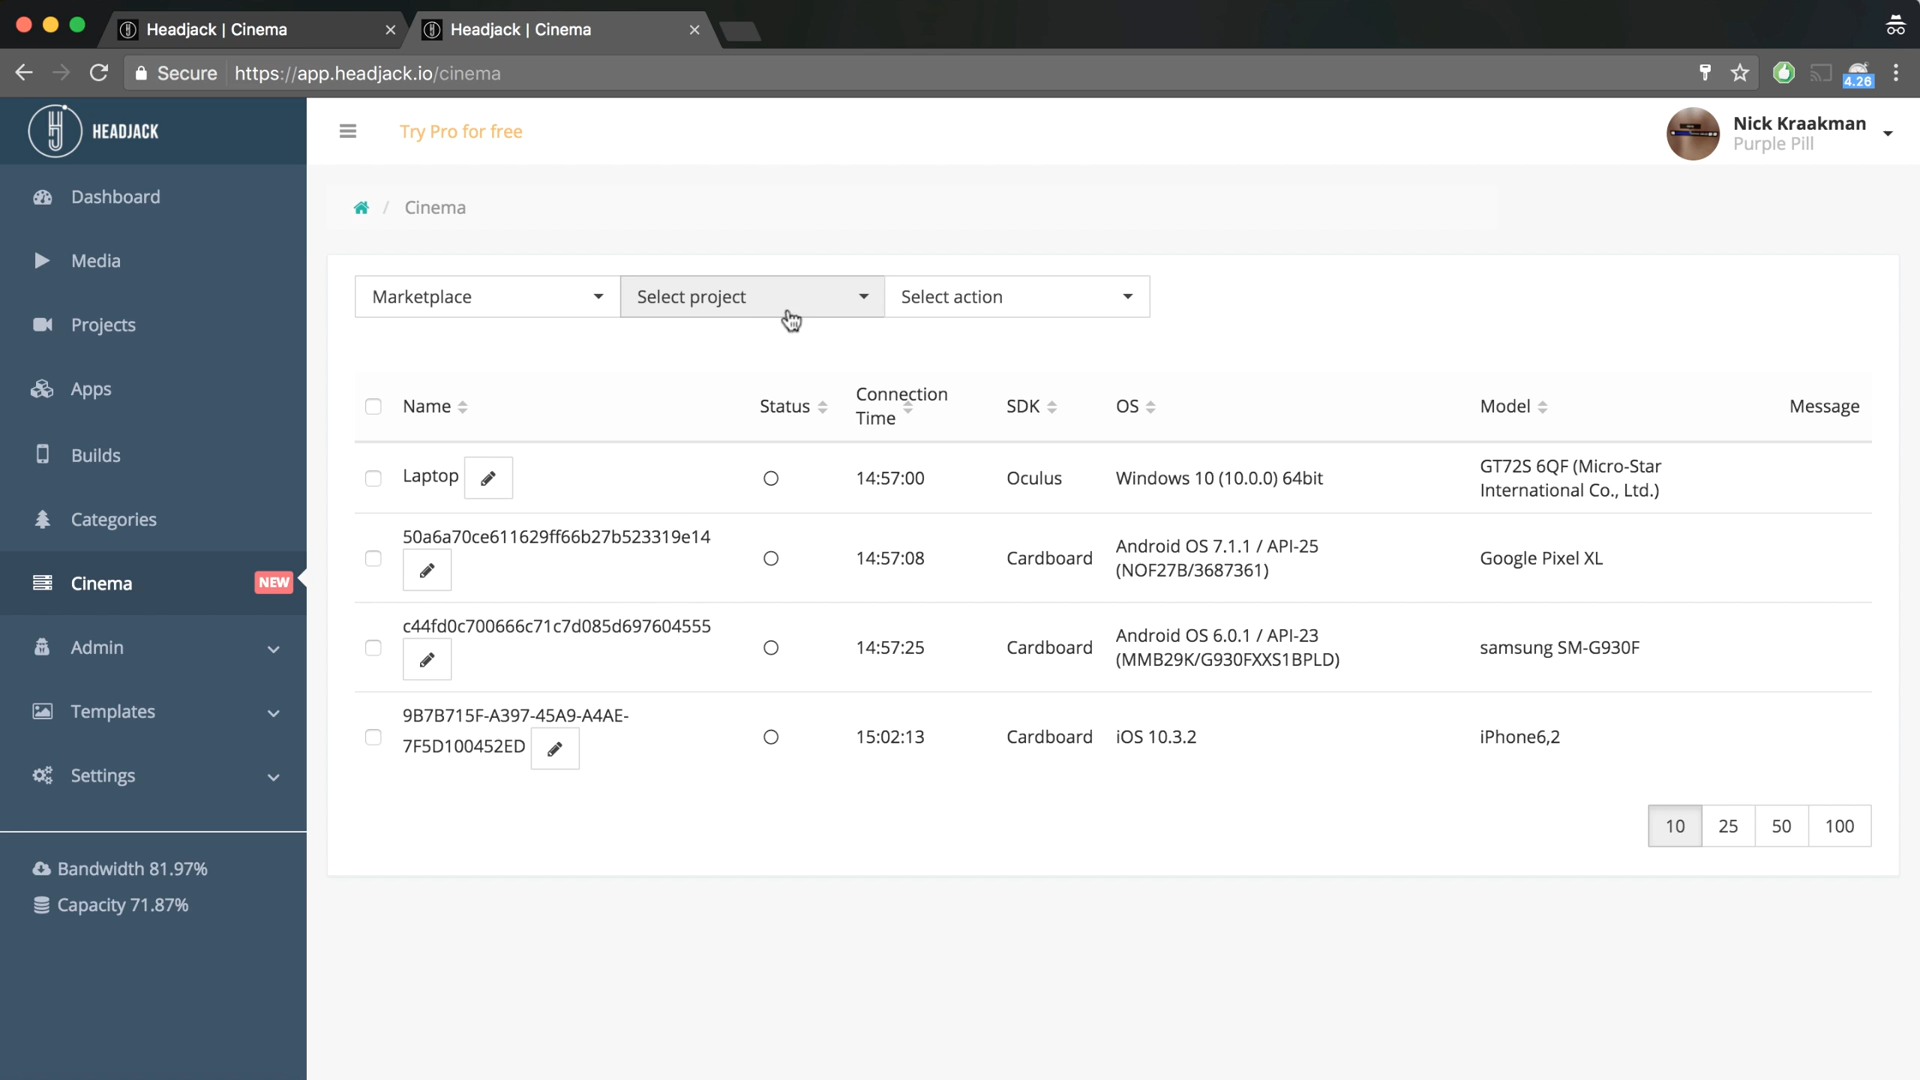 Headjack | Cinema
Headjack | Cinema
Secure https://app.headjack.io/cinema
4.26
HEADJACK
Try Pro for free
Nick Kraakman
Purple Pill
Dashboard
Media
Projects
Apps
Builds
Categories
Cinema NEW
Admin
Templates
Settings
Bandwidth 81.97%
Capacity 71.87%
/ Cinema
Marketplace Select project Select action
Name Status Connection Time SDK OS Model Message
Laptop 14:57:00 Oculus Windows 10 (10.0.0) 64bit GT72S 6QF (Micro-Star
International Co., Ltd.)
50a6a70ce611629ff66b27b523319e14
14:57:08 Cardboard Android OS 7.1.1 / API-25
(NOF27B/3687361) Google Pixel XL
c44fd0c700666c71c7d085d697604555
14:57:25 Cardboard Android OS 6.0.1 / API-23
(MMB29K/G930FXXS1BPLD) samsung SM-G930F
9B7B715F-A397-45A9-A4AE-
7F5D100452ED 15:02:13 Cardboard iOS 10.3.2 iPhone6,2
10 25 50 100